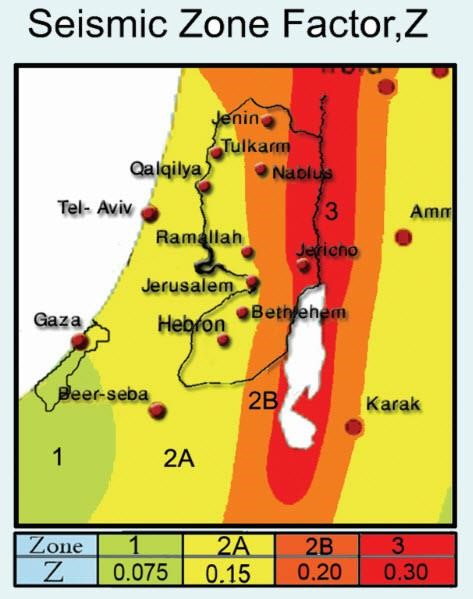 Seismic Zone Factor,Z
Jenin
Tulkarm
Qalqilya
Nablus
Tel- Aviv
3
Amm
Ramallah
Jericho
Jerusalem
Gaza
Hebron
Bethlehem
Beer-seba
2B
Karak
1
2A
Zone 1 2A 2B 3
Z 0.075 0.15 0.20 0.30